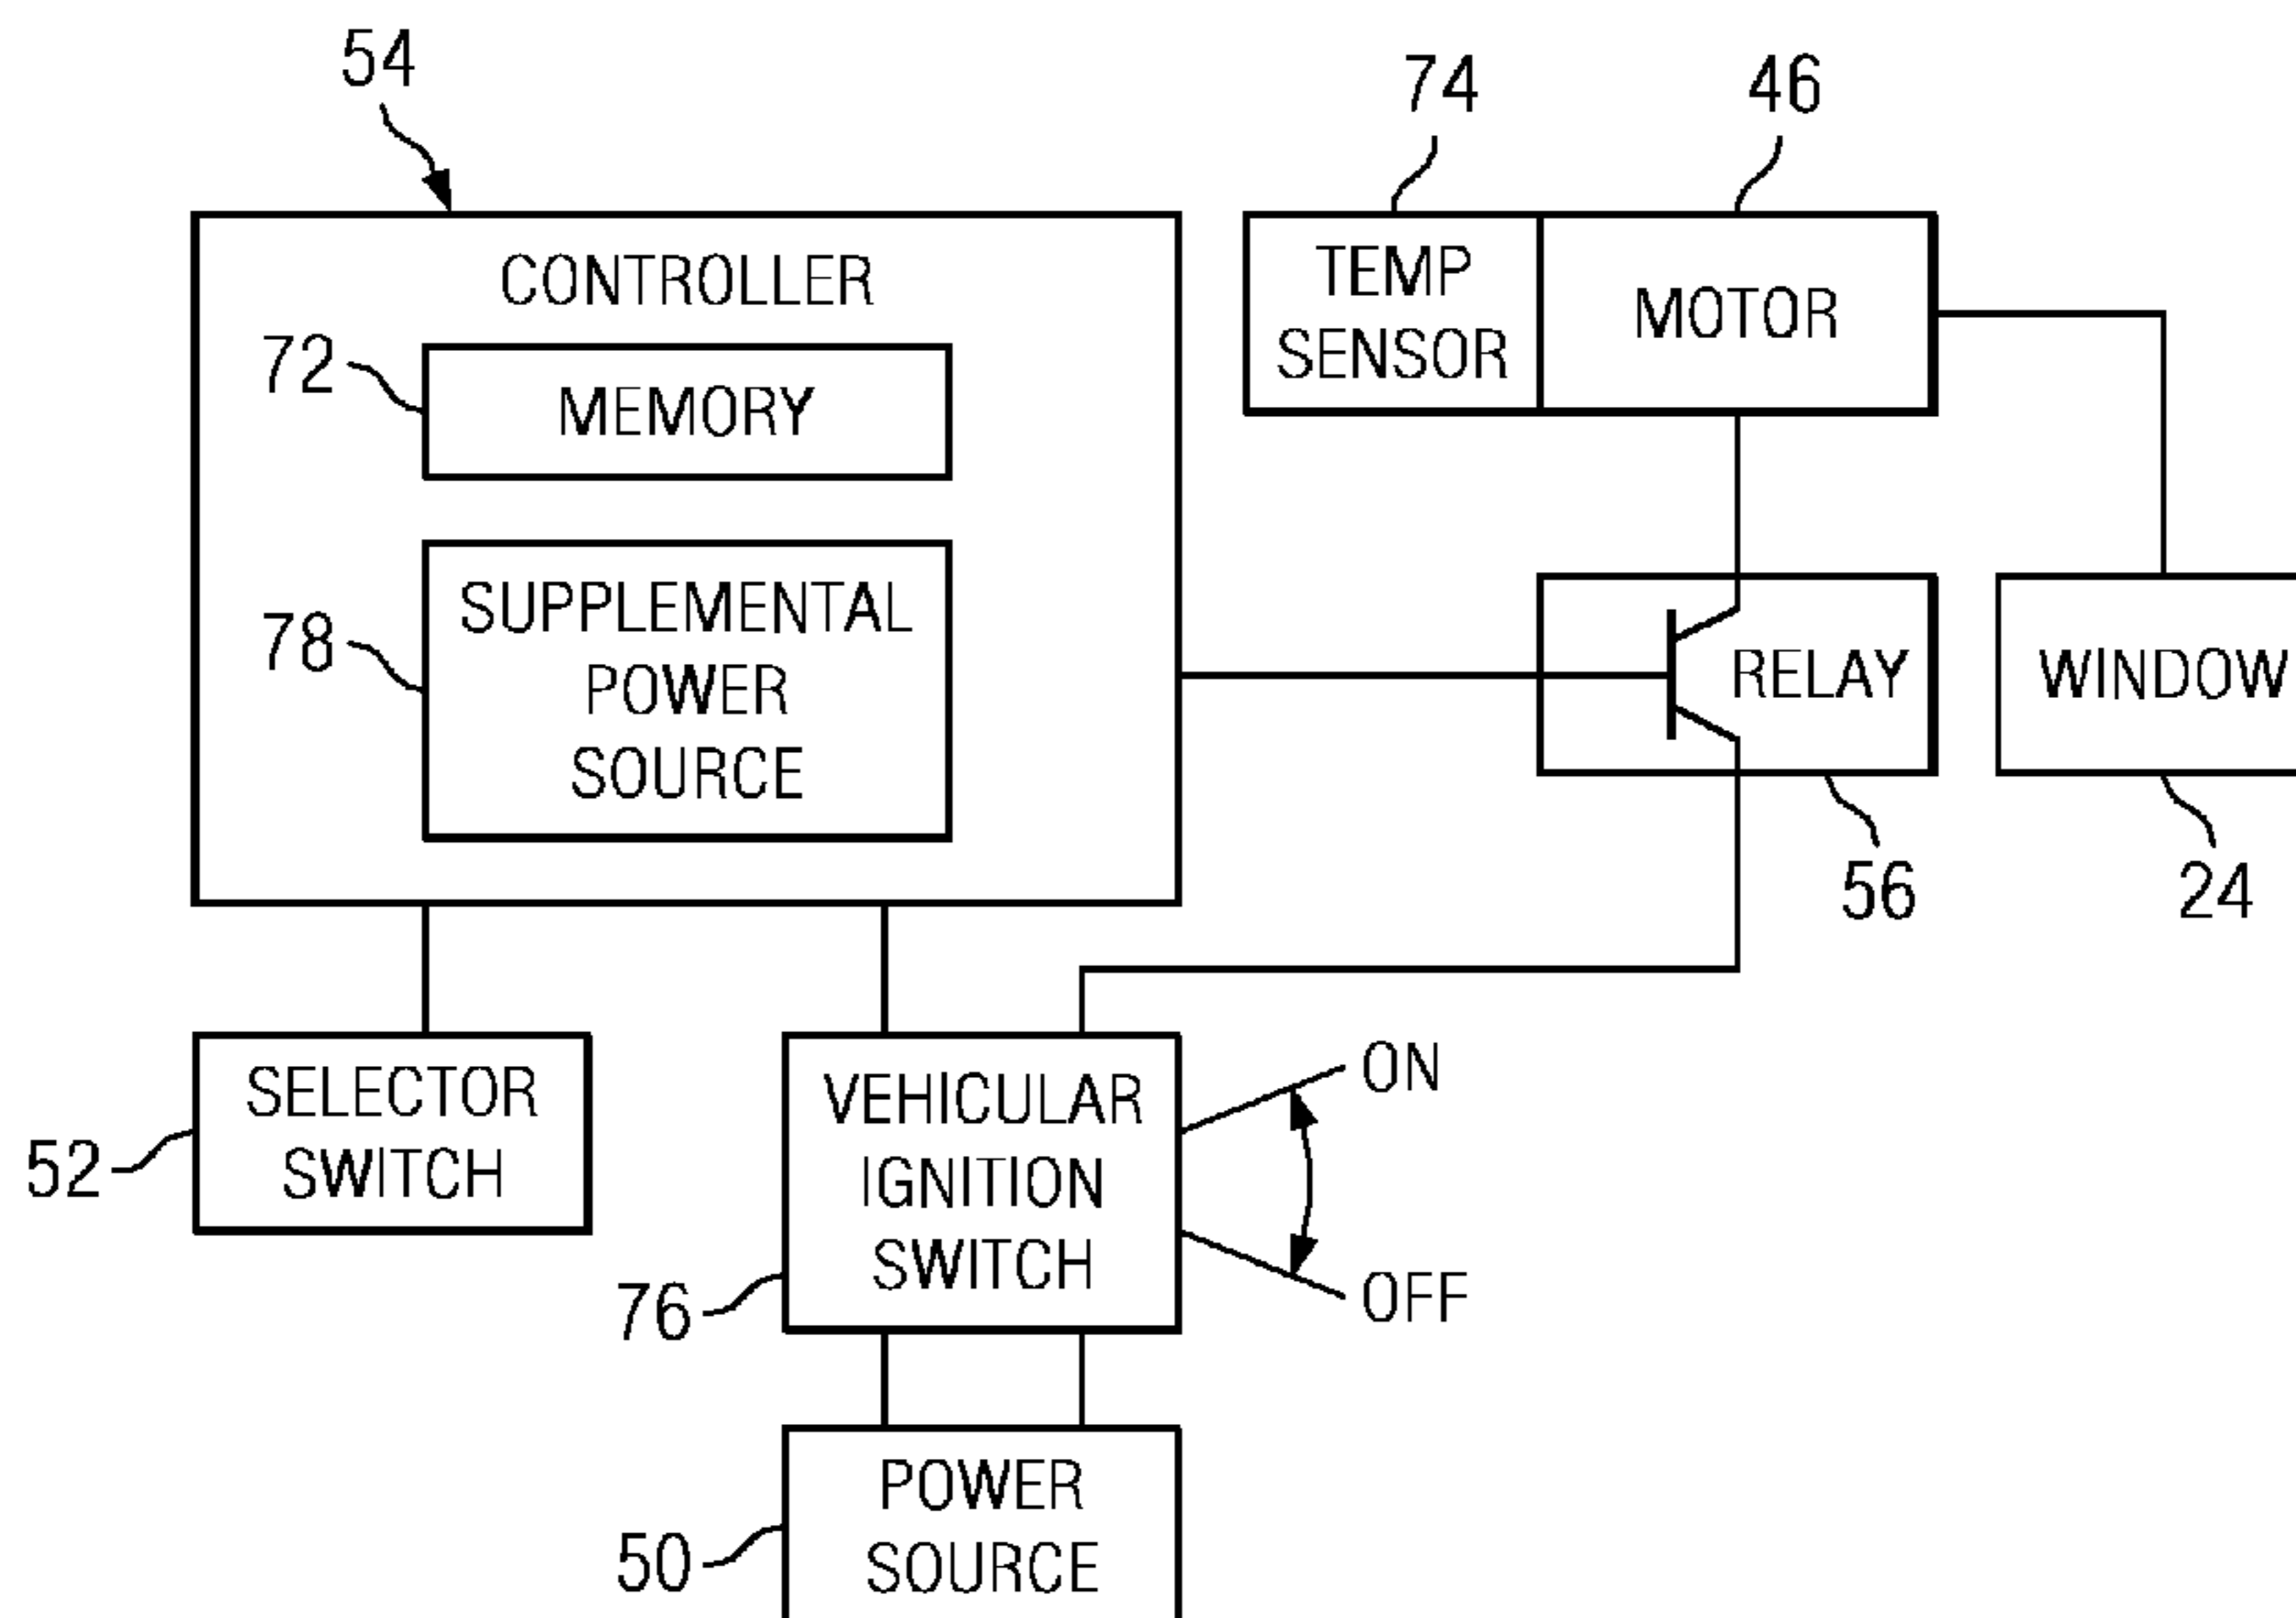 54
74
46
CONTROLLER
TEMP
SENSOR
MOTOR
72
MEMORY
78
SUPPLEMENTAL
POWER
SOURCE
RELAY
WINDOW
56
24
SELECTOR
SWITCH
52
VEHICULAR
IGNITION
SWITCH
ON
OFF
76
POWER
SOURCE
50